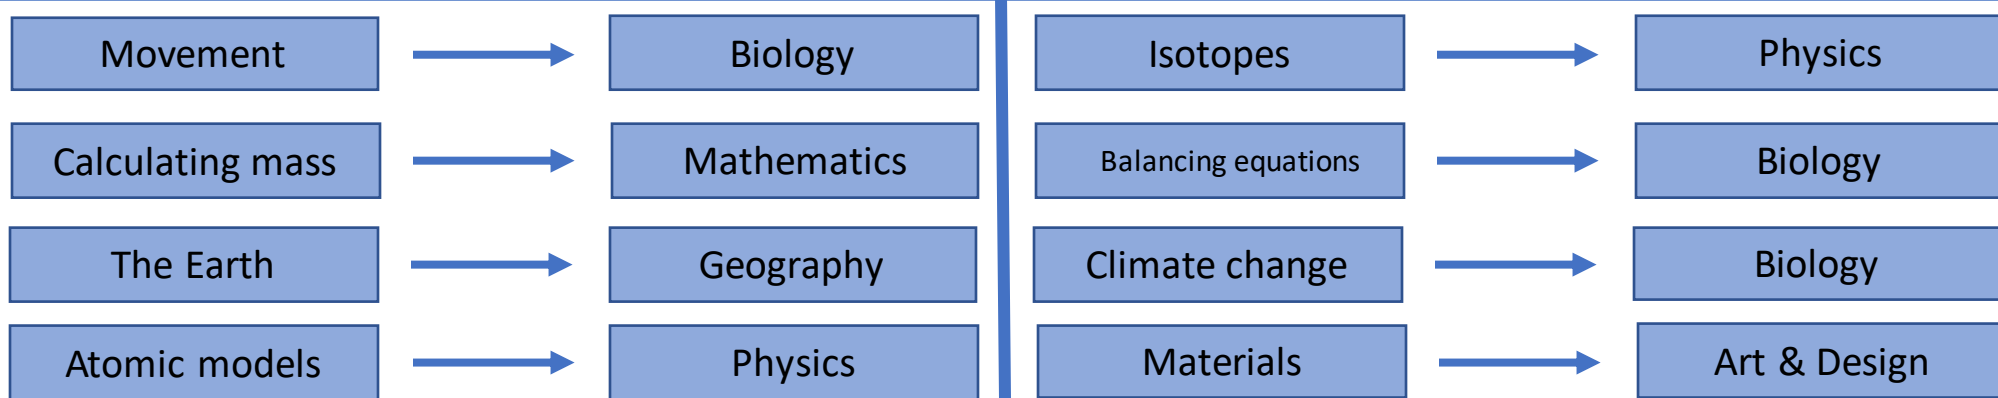 Movement
Biology
Calculating mass
Mathematics
The Earth
Geography
Atomic models
Physics
Isotopes
Physics
Balancing equations
Biology
Climate change
Biology
Materials
Art & Design